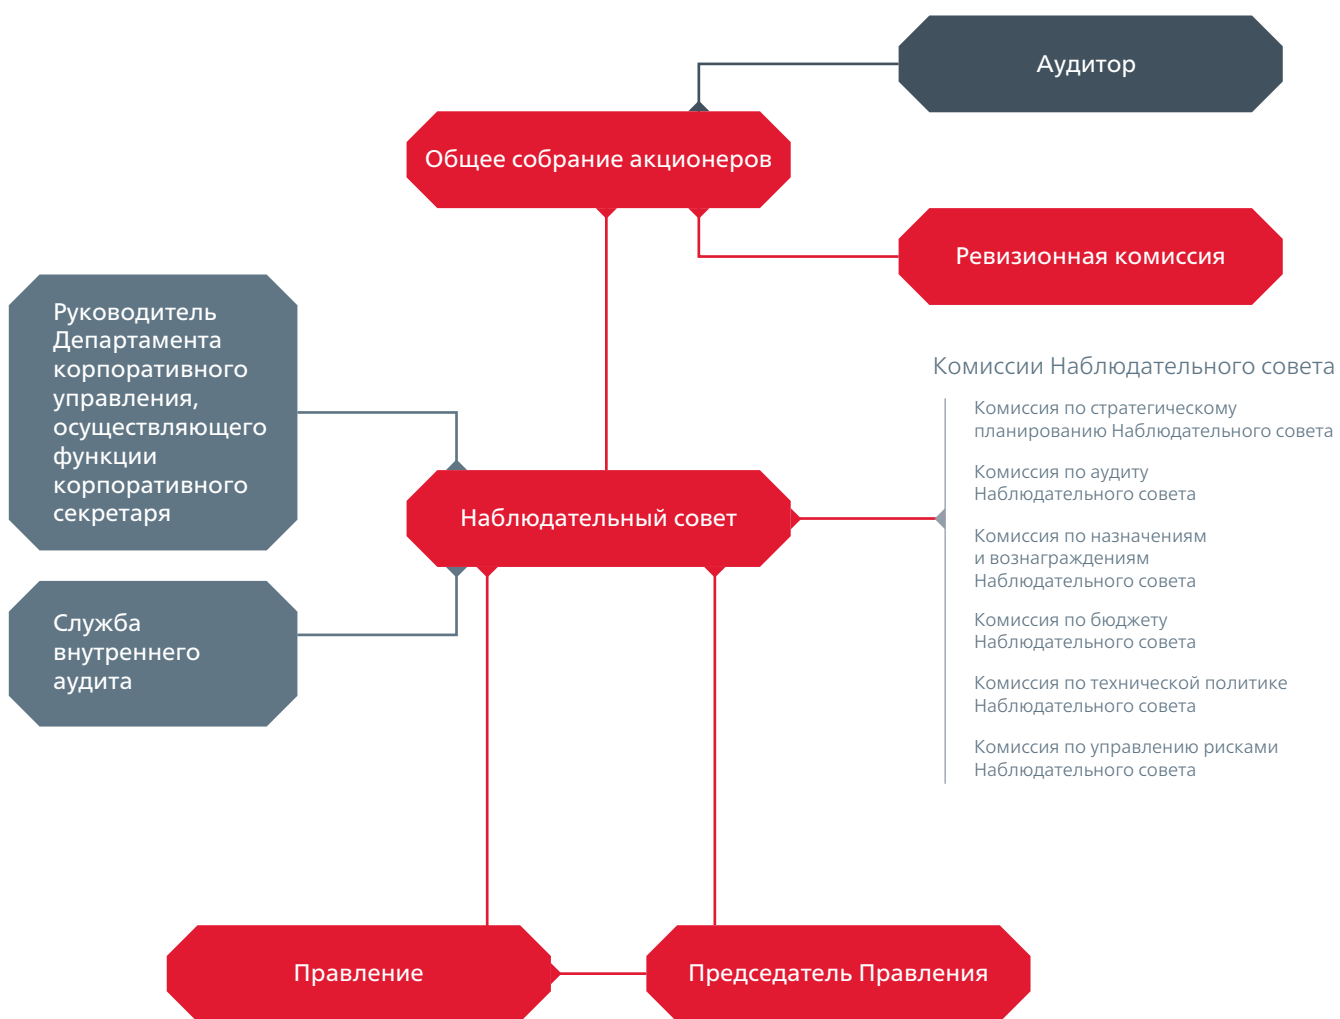 Аудитор
Общее собрание акционеров
Ревизионная комиссия
Руководитель
Департамента
корпоративного
управления,
осуществляющего
функции
корпоративного
секретаря
Наблюдательный совет
Служба
внутреннего
аудита
Комиссии Наблюдательного совета
Комиссия по стратегическому
планированию Наблюдательного совета
Комиссия по аудиту
Наблюдательного совета
Комиссия по назначениям
и вознаграждениям
Наблюдательного совета
Комиссия по бюджету
Наблюдательного совета
Комиссия по технической политике
Наблюдательного совета
Комиссия по управлению рисками
Наблюдательного совета
Правление
Председатель Правления